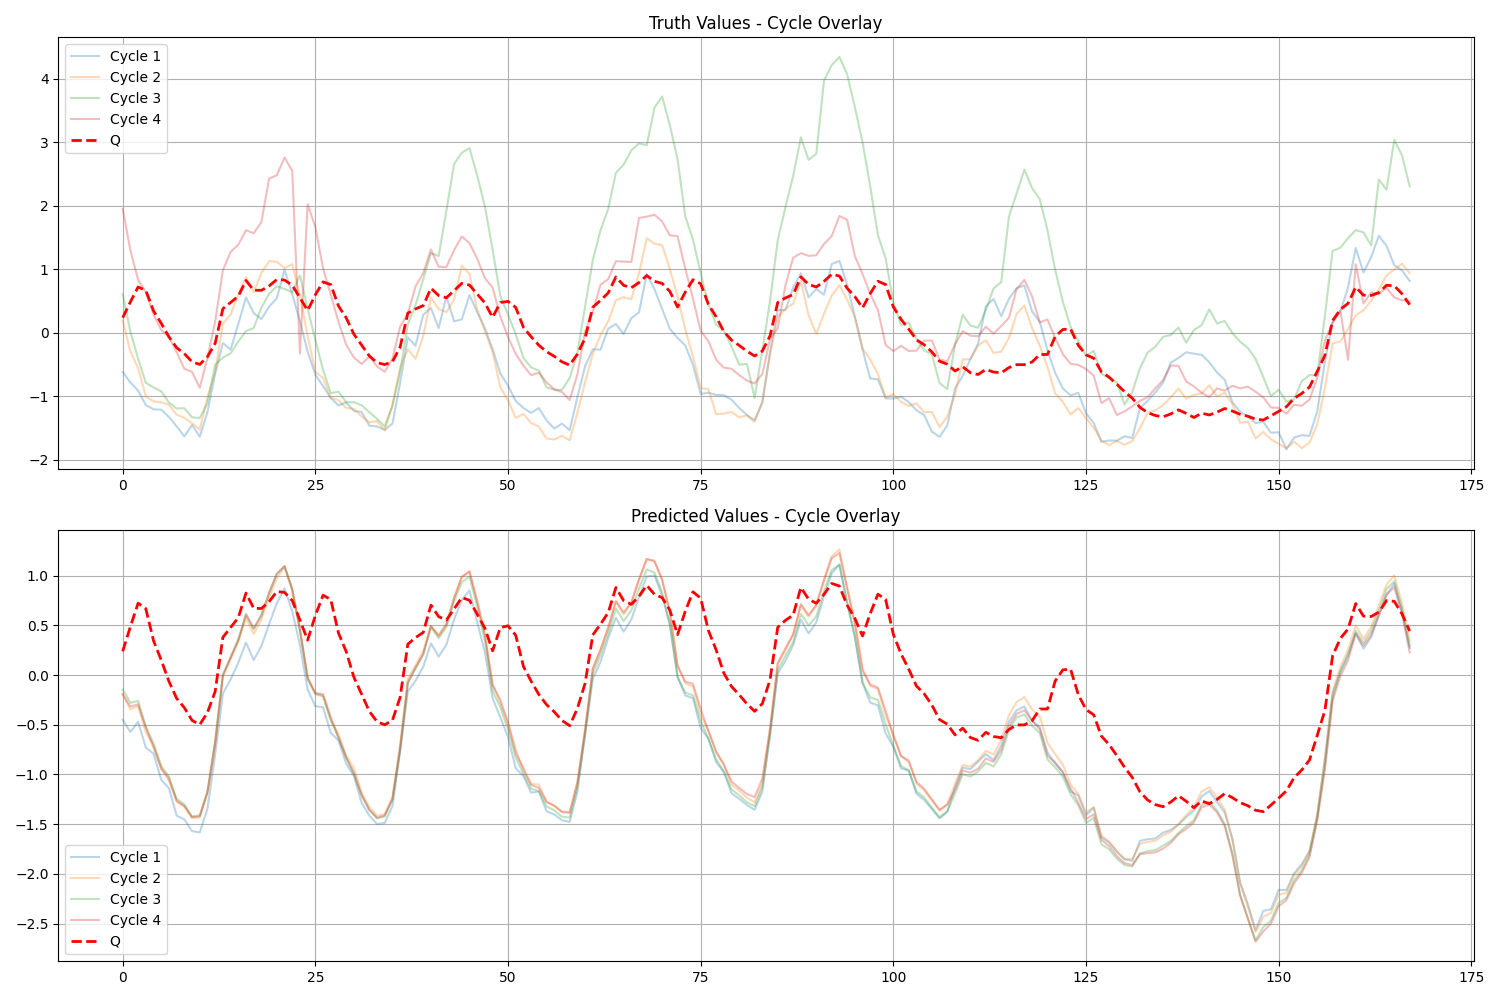 Truth Values - Cycle Overlay
Cycle 1
Cycle 2
Cycle 3
Cycle 4
Q
4
3
2
1
0
−1
−2
0 25 50 75 100 125 150 175
Predicted Values - Cycle Overlay
1.0
0.5
0.0
−0.5
−1.0
−1.5
−2.0
−2.5
Cycle 1
Cycle 2
Cycle 3
Cycle 4
Q
0 25 50 75 100 125 150 175